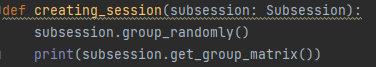 def creating_session(subsession: Subsession):
    subsession.group_randomly()
    print(subsession.get_group_matrix())